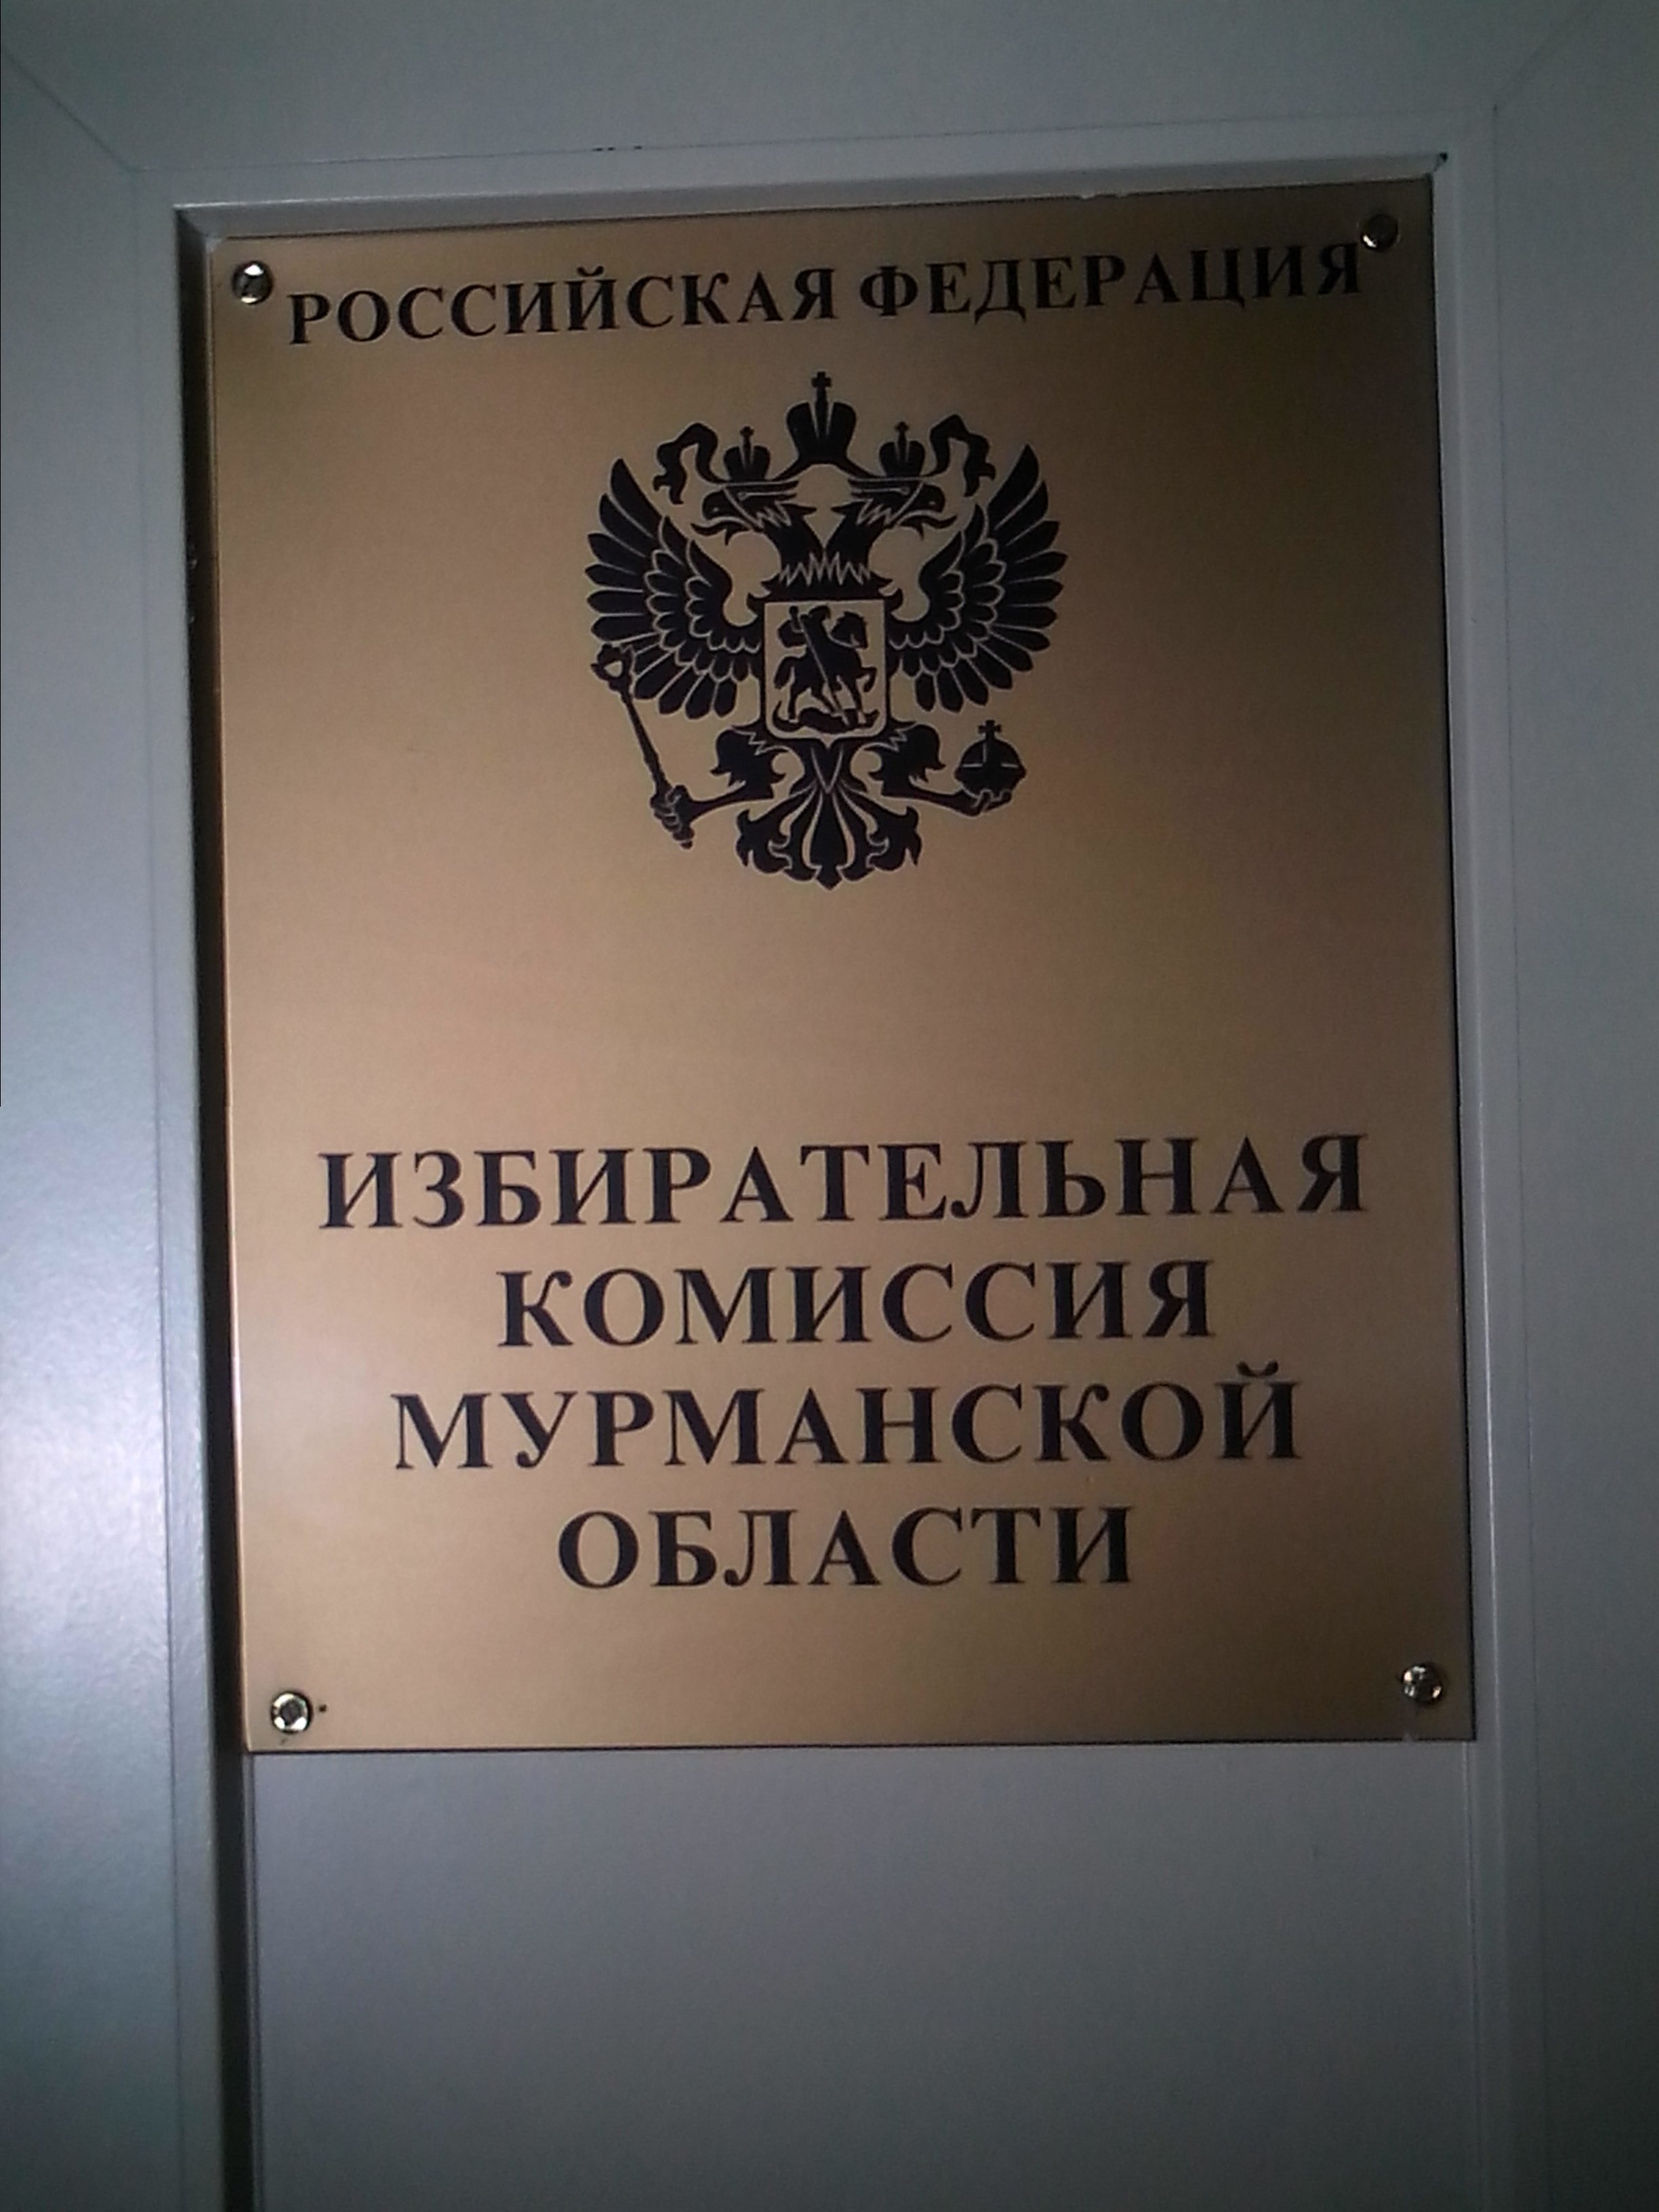 РОССИЙСКАЯ ФЕДЕРАЦИЯ
ИЗБИРАТЕЛЬНАЯ
КОМИССИЯ
МУРМАНСКОЙ
ОБЛАСТИ